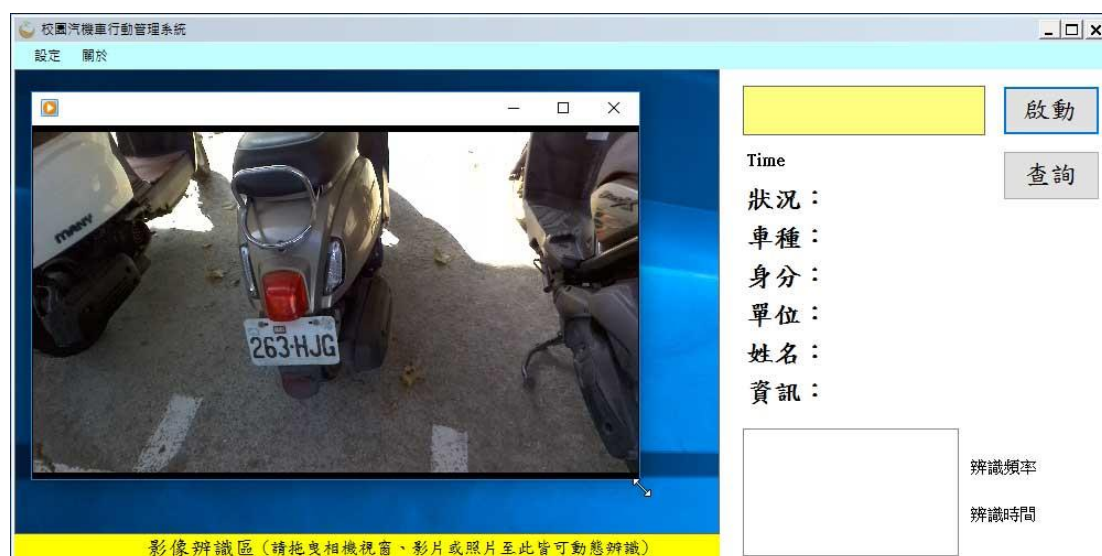 校園汽機車行動管理系統
設定 關於
MANY
263-HJG
影像辨識區(請拖曳相機視窗、影片或照片至此皆可動態辨識)
啟動
Time
查詢
狀況：
車種：
身分：
單位：
姓名：
資訊：
辨識頻率
辨識時間